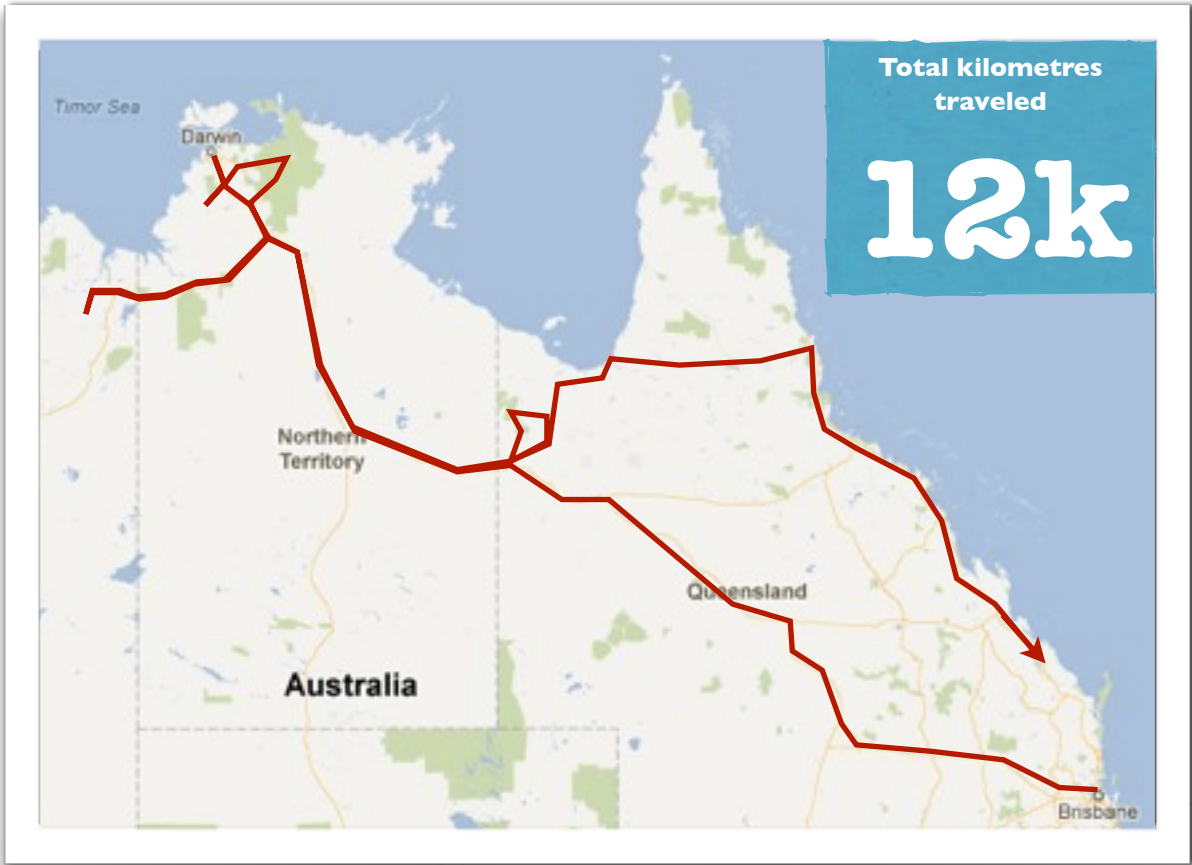 Total kilometres
traveled
12k
Timor Sea
Darwin
Northern
Territory
Queensland
Australia
Brisbane